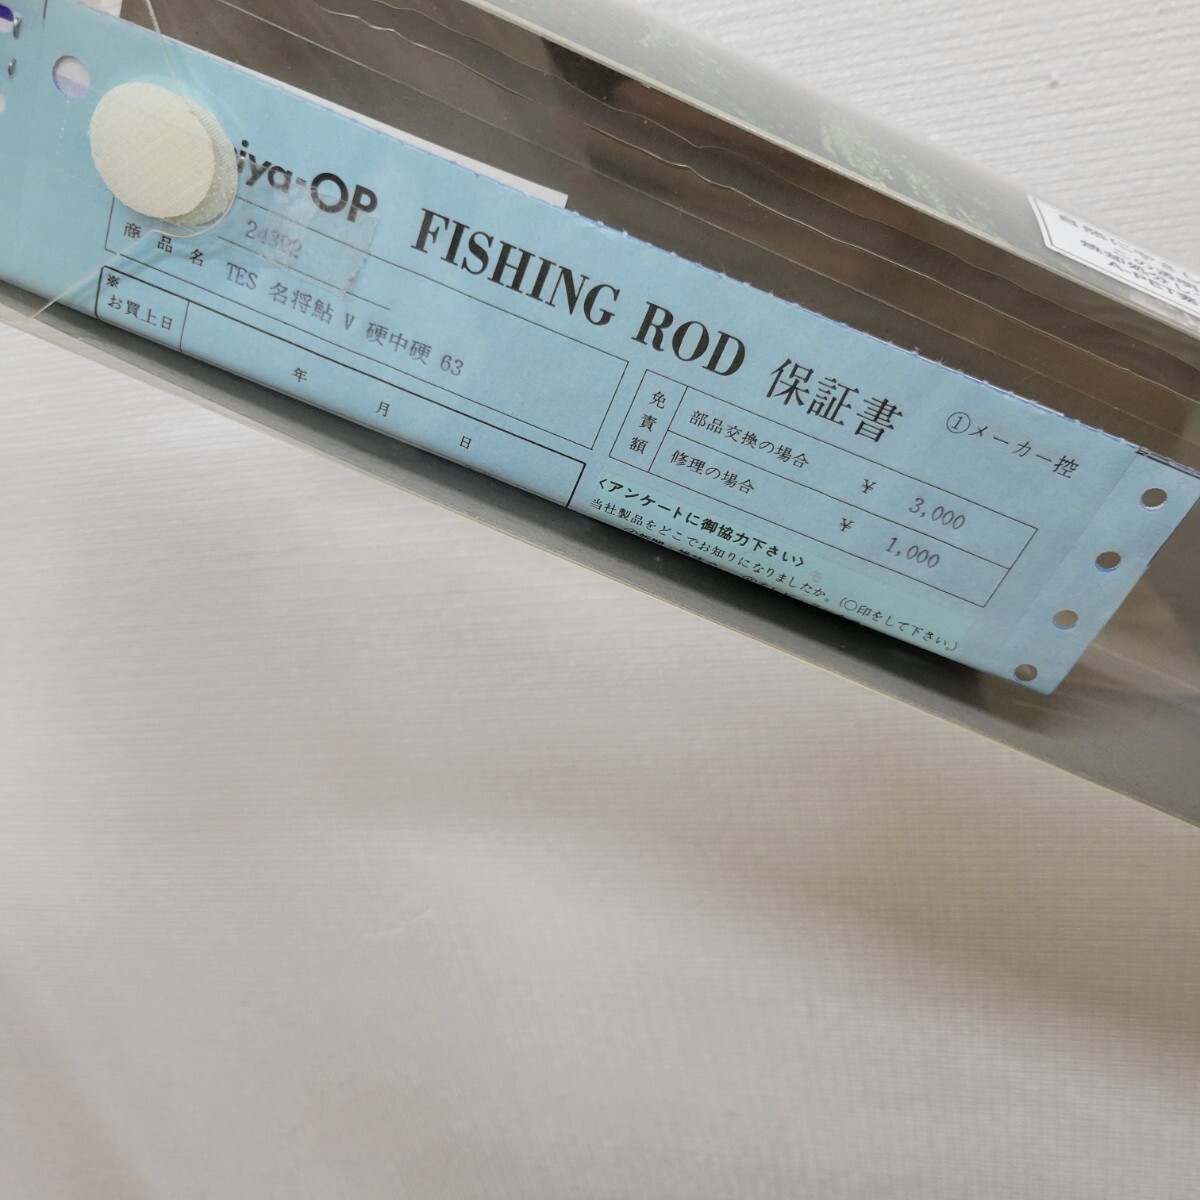 iya-OP FISHING ROD 保証書 ①メーカー控
24392
商品名 TES 名将鮎 V 硬中硬 63
※
お買上日 年 月 日
免責額
部品交換の場合 ¥ 3,000
修理の場合 ¥ 1,000
〈アンケートに御協力下さい〉
当社製品をどこでお知りになりましたか。(〇印をして下さい。)